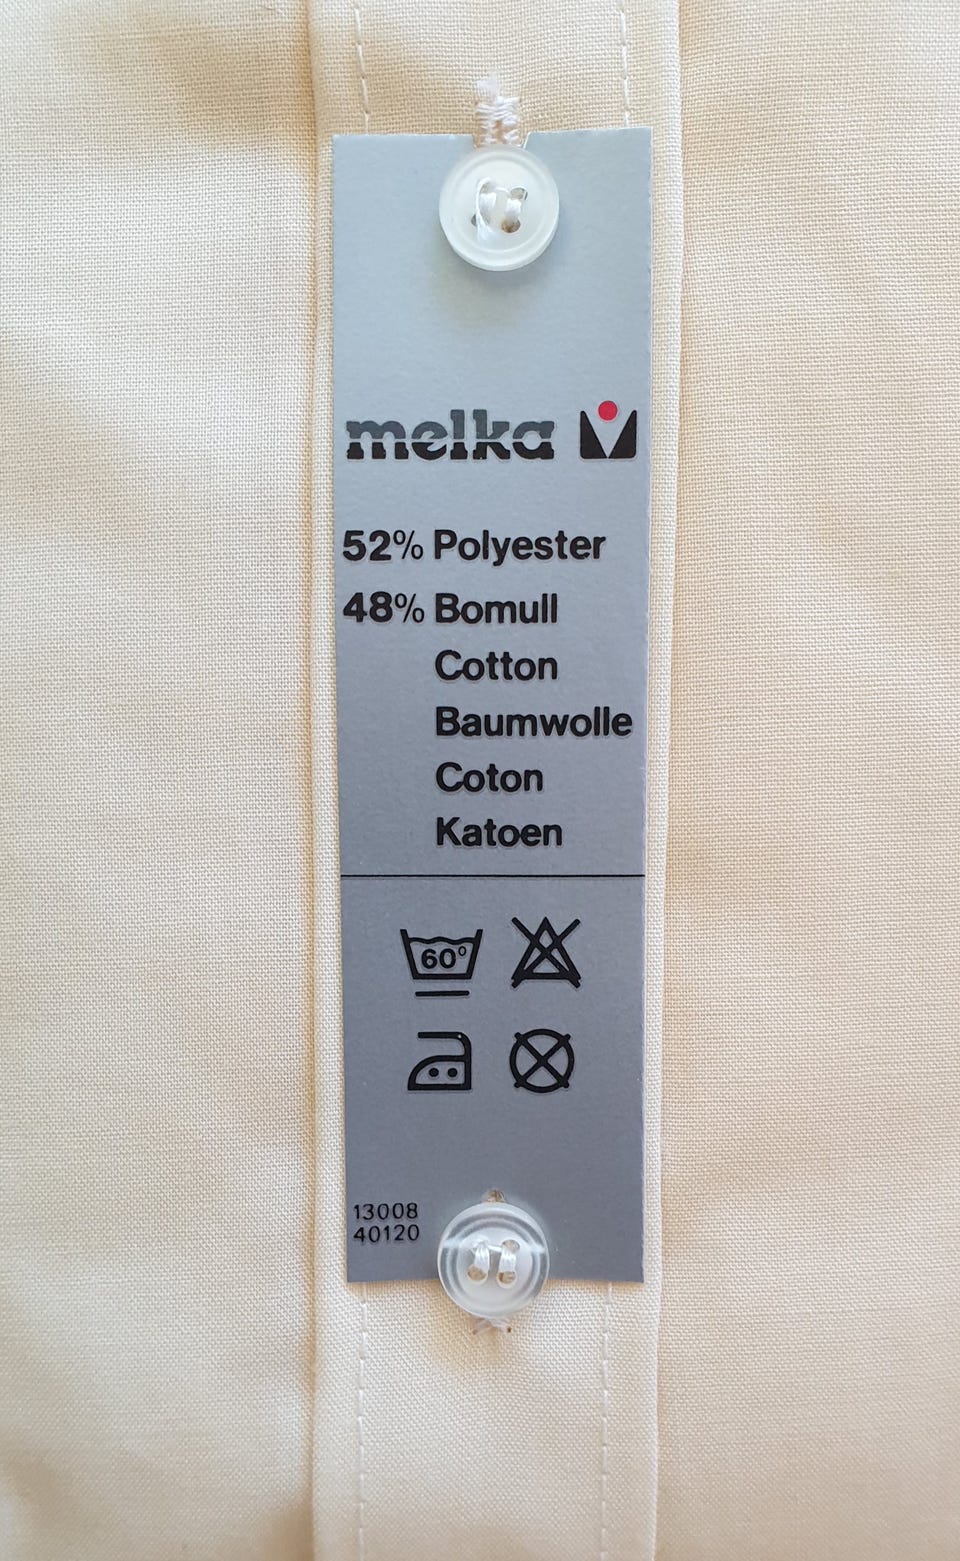 melka
52% Polyester
48% Bomull
Cotton
Baumwolle
Coton
Katoen
60°
13008
40120